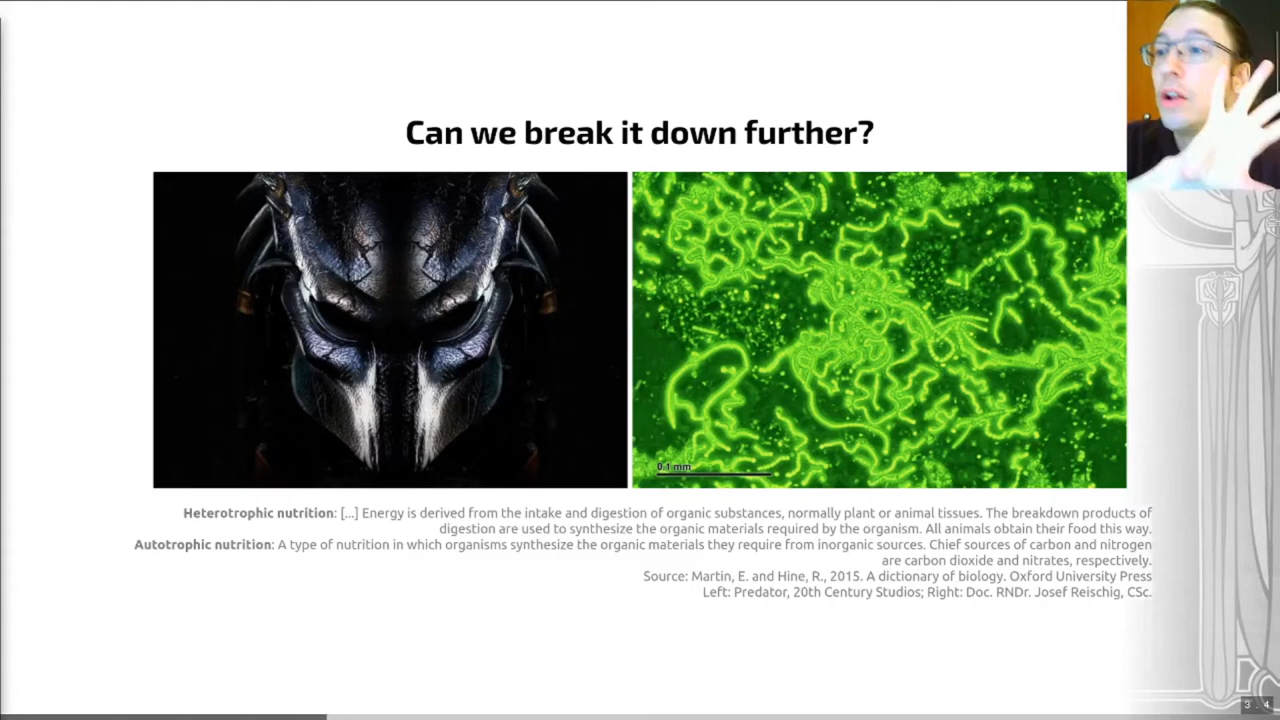 Can we break it down further?
0.1 mm
Heterotrophic nutrition: [...] Energy is derived from the intake and digestion of organic substances, normally plant or animal tissues. The breakdown products of
digestion are used to synthesize the organic materials required by the organism. All animals obtain their food this way.
Autotrophic nutrition: A type of nutrition in which organisms synthesize the organic materials they require from inorganic sources. Chief sources of carbon and nitrogen
are carbon dioxide and nitrates, respectively.
Source: Martin, E. and Hine, R., 2015. A dictionary of biology. Oxford University Press
Left: Predator, 20th Century Studios; Right: Doc. RNDr. Josef Reischig, CSc.
3 . 4